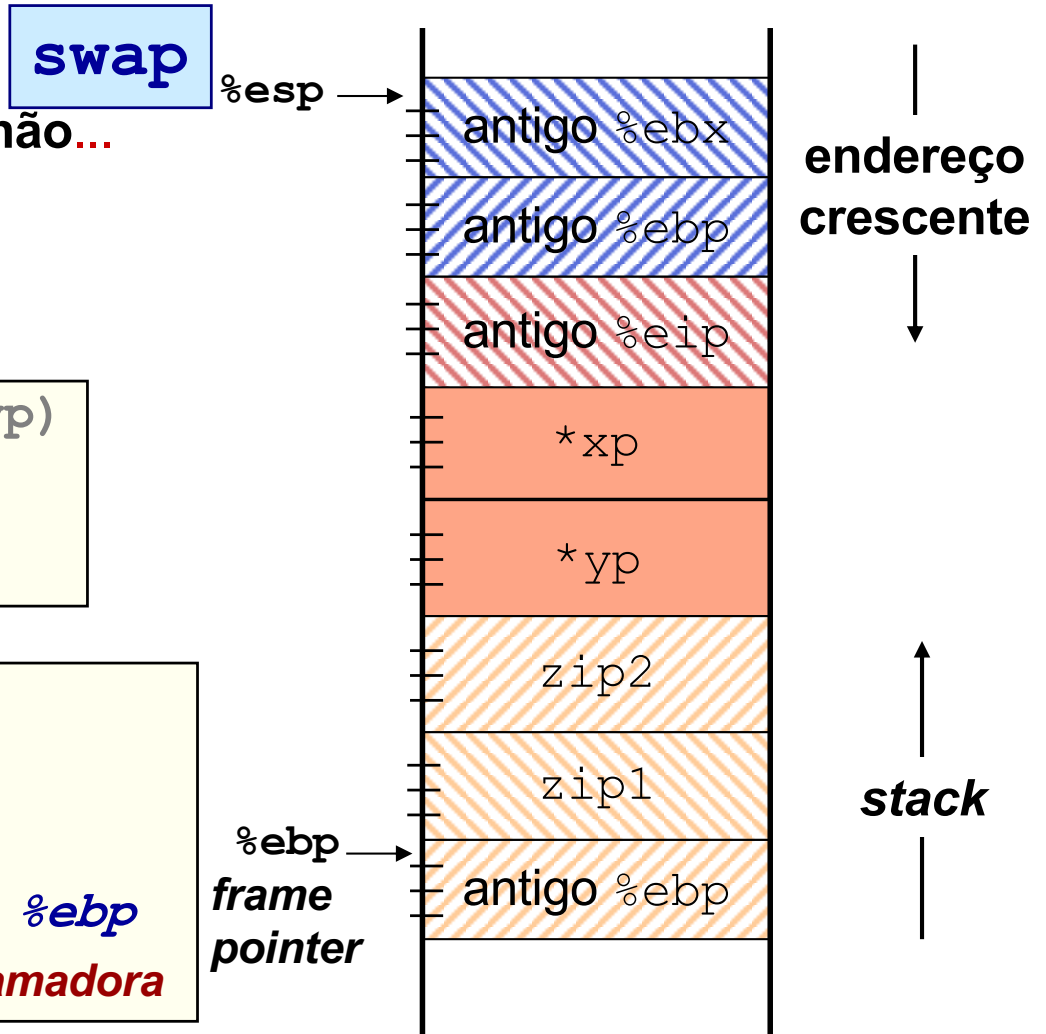 swap
%esp
não...
antigo %ebx
endereço
crescente
antigo %ebp
antigo %eip
yp)
*xp
*yp
zip2
zip1
stack
%ebp
frame
pointer
antigo %ebp
%ebp
amadora